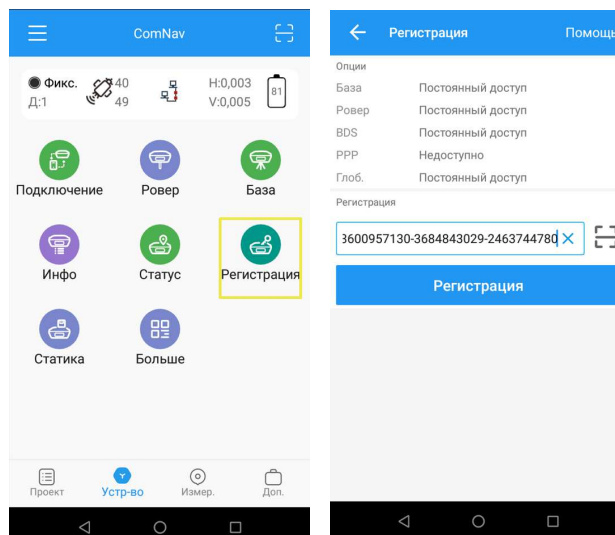 ComNav
Фикс.
40
H:0,003
81
Д:1
49
V:0,005
Подключение
Ровер
База
Инфо
Статус
Регистрация
Статика
Больше
Проект
Устр-во
Измер.
Доп.
Регистрация
Помощь
Опции
База Постоянный доступ
Ровер Постоянный доступ
BDS Постоянный доступ
PPP Недоступно
Глоб. Постоянный доступ
Регистрация
3600957130-3684843029-2463744780
Регистрация